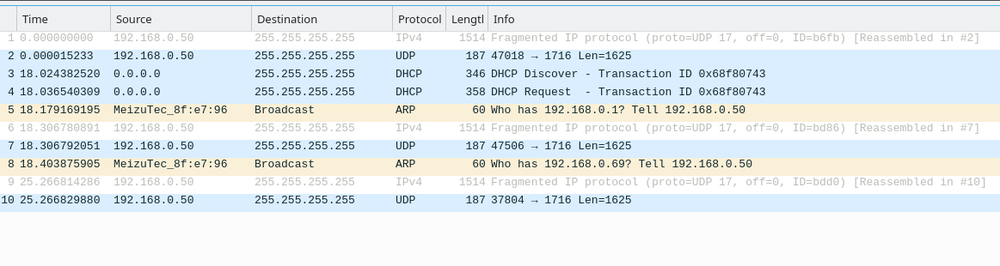 Time Source Destination Protocol Lengtl Info
1 0.000000000 192.168.0.50 255.255.255.255 IPv4 1514 Fragmented IP protocol (proto=UDP 17, off=0, ID=b6fb) [Reassembled in #2]
2 0.000015233 192.168.0.50 255.255.255.255 UDP 187 47018 → 1716 Len=1625
3 18.024382520 0.0.0.0 255.255.255.255 DHCP 346 DHCP Discover - Transaction ID 0x68f80743
4 18.036540309 0.0.0.0 255.255.255.255 DHCP 358 DHCP Request  - Transaction ID 0x68f80743
5 18.179169195 MeizuTec_8f:e7:96 Broadcast ARP 60 Who has 192.168.0.1? Tell 192.168.0.50
6 18.306780891 192.168.0.50 255.255.255.255 IPv4 1514 Fragmented IP protocol (proto=UDP 17, off=0, ID=bd86) [Reassembled in #7]
7 18.306792051 192.168.0.50 255.255.255.255 UDP 187 47506 → 1716 Len=1625
8 18.403875905 MeizuTec_8f:e7:96 Broadcast ARP 60 Who has 192.168.0.69? Tell 192.168.0.50
9 25.266814286 192.168.0.50 255.255.255.255 IPv4 1514 Fragmented IP protocol (proto=UDP 17, off=0, ID=bdd0) [Reassembled in #10]
10 25.266829880 192.168.0.50 255.255.255.255 UDP 187 37804 → 1716 Len=1625